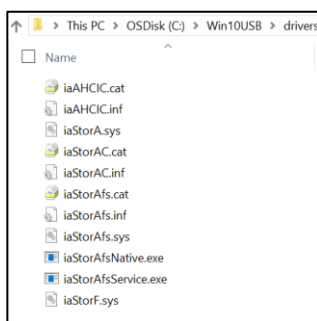 This PC > OSDisk (C:) > Win10USB > drivers
Name
iaAHCIC.cat
iaAHCIC.inf
iaStorA.sys
iaStorAC.cat
iaStorAC.inf
iaStorAfs.cat
iaStorAfs.inf
iaStorAfs.sys
iaStorAfsNative.exe
iaStorAfsService.exe
iaStorF.sys